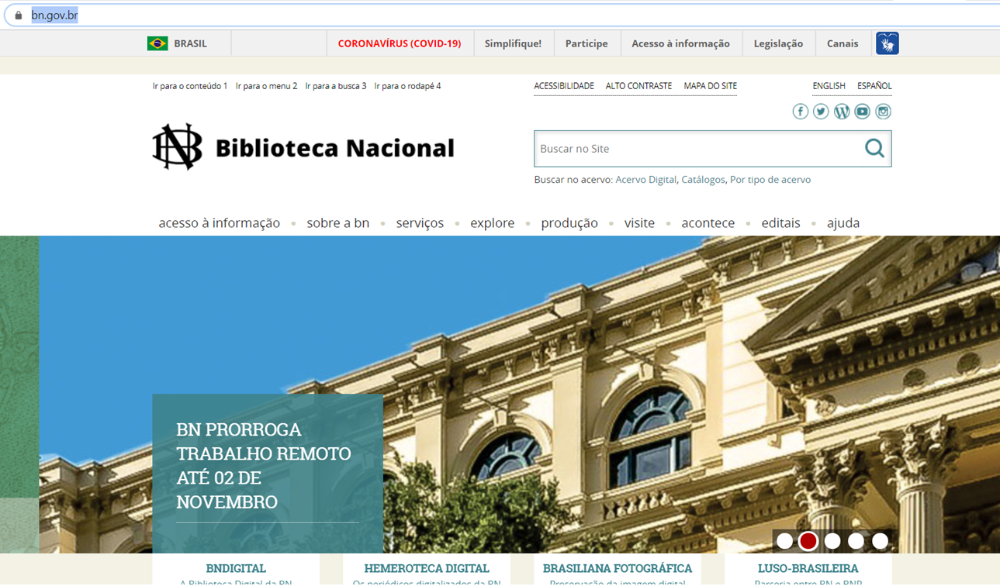 bn.gov.br
BRASIL CORONAVÍRUS (COVID-19) Simplifique! Participe Acesso à informação Legislação Canais
Ir para o conteúdo 1 Ir para o menu 2 Ir para a busca 3 Ir para o rodapé 4
ACESSIBILIDADE ALTO CONTRASTE MAPA DO SITE ENGLISH ESPAÑOL
Biblioteca Nacional
Buscar no Site
Buscar no acervo: Acervo Digital, Catálogos, Por tipo de acervo
acesso à informação sobre a bn serviços explore produção visite acontece editais ajuda
BN PRORROGA
TRABALHO REMOTO
ATÉ 02 DE
NOVEMBRO
BNDIGITAL HEMEROTECA DIGITAL BRASILIANA FOTOGRÁFICA LUSO-BRASILEIRA
A Biblioteca Digital da BN Os periódicos digitalizados da BN Preservação da imagem digital Parceria entre BN e BNP